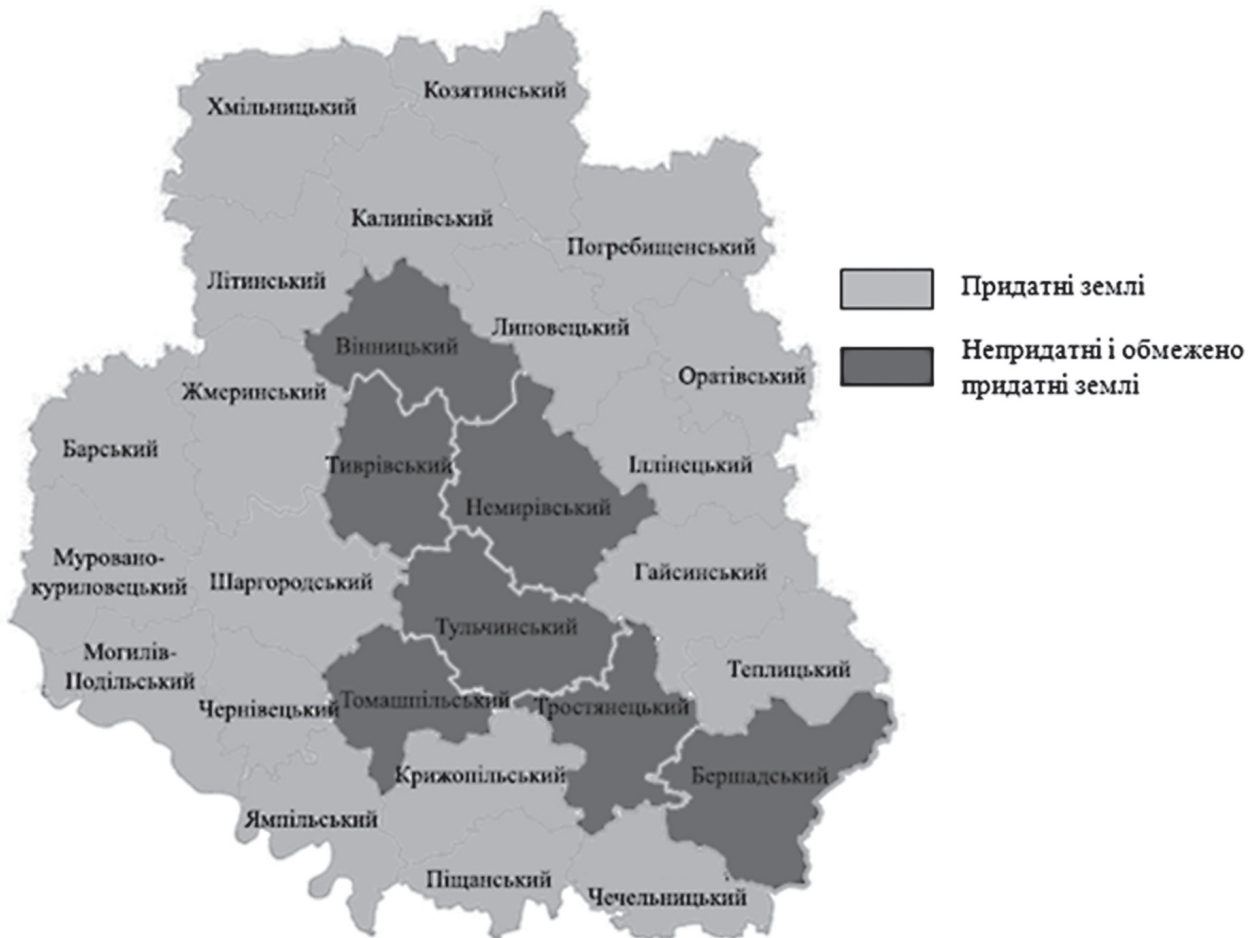 Козятинський
Хмільницький
Калинівський
Погребищенський
Літинський
Липовецький
Вінницький
Оратівський
Жмеринський
Барський
Тиврівський
Іллінецький
Немирівський
Муровано-
куриловецький
Шаргородський
Гайсинський
Тульчинський
Могилів-
Подільський
Теплицький
Чернівецький
Томашпільський
Тростянецький
Крижопільський
Бершадський
Ямпільський
Піщанський
Чечельницький
Придатні землі
Непридатні і обмежено
придатні землі